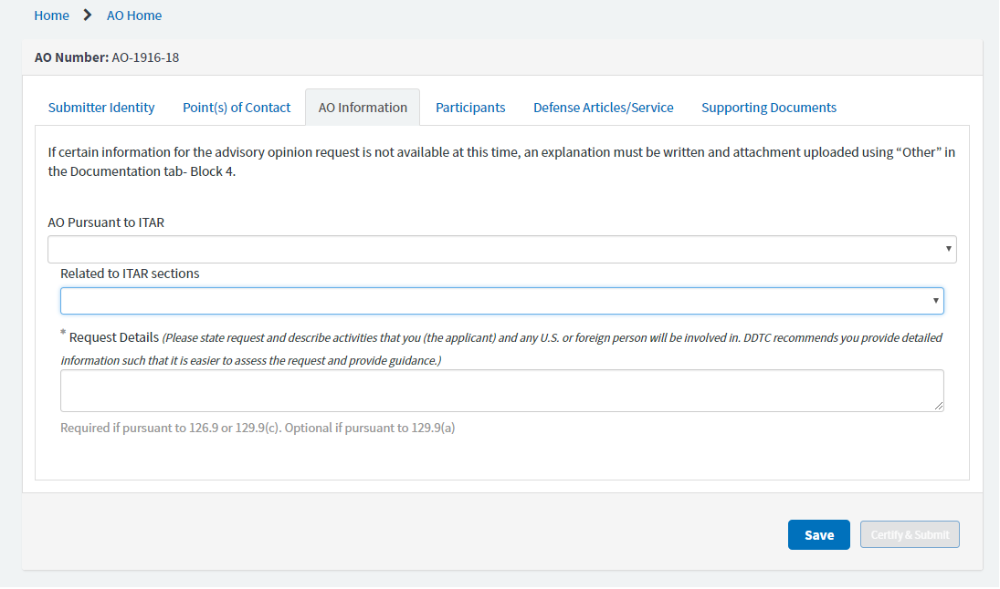 Home > AO Home
AO Number: AO-1916-18
Submitter Identity Point(s) of Contact AO Information Participants Defense Articles/Service Supporting Documents
If certain information for the advisory opinion request is not available at this time, an explanation must be written and attachment uploaded using “Other” in
the Documentation tab- Block 4.
AO Pursuant to ITAR
Related to ITAR sections
* Request Details (Please state request and describe activities that you (the applicant) and any U.S. or foreign person will be involved in. DDTC recommends you provide detailed
information such that it is easier to assess the request and provide guidance.)
Required if pursuant to 126.9 or 129.9(c). Optional if pursuant to 129.9(a)
Save Certify & Submit